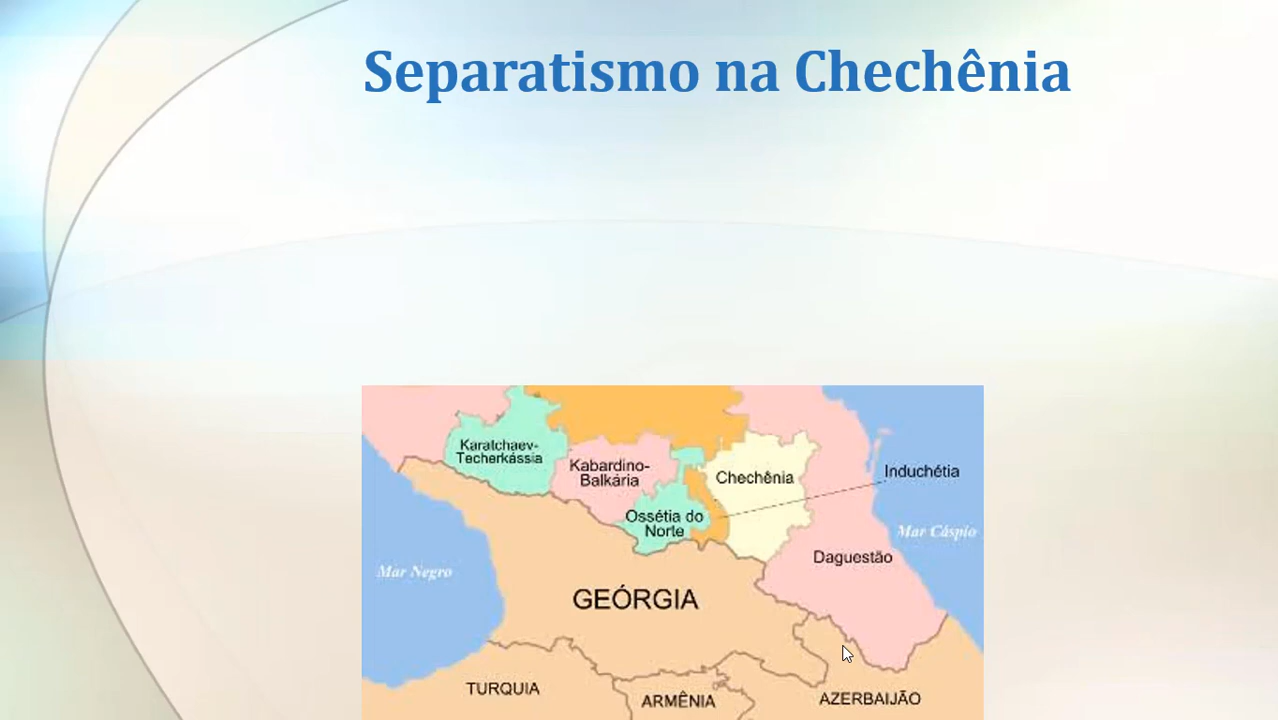 Separatismo na Chechênia
Karatchaev-
Techerkássia
Kabardino-
Balkária
Chechênia
Induchétia
Ossétia do
Norte
Mar Cáspio
Daguestão
Mar Negro
GEÓRGIA
TURQUIA
ARMÊNIA
AZERBAIJÃO